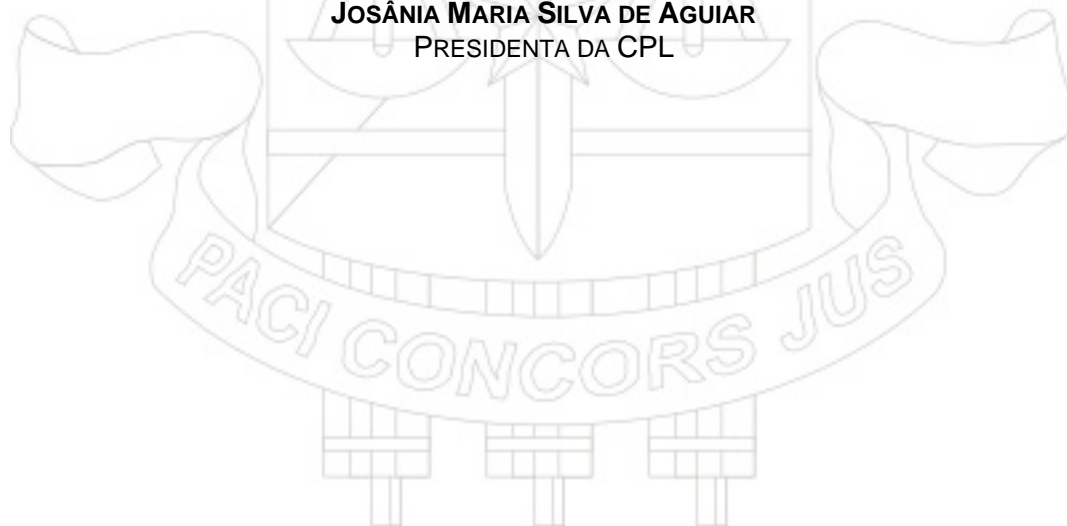 JOSÂNIA MARIA SILVA DE AGUIAR
PRESIDENTA DA CPL
PACI CONCORS JUS